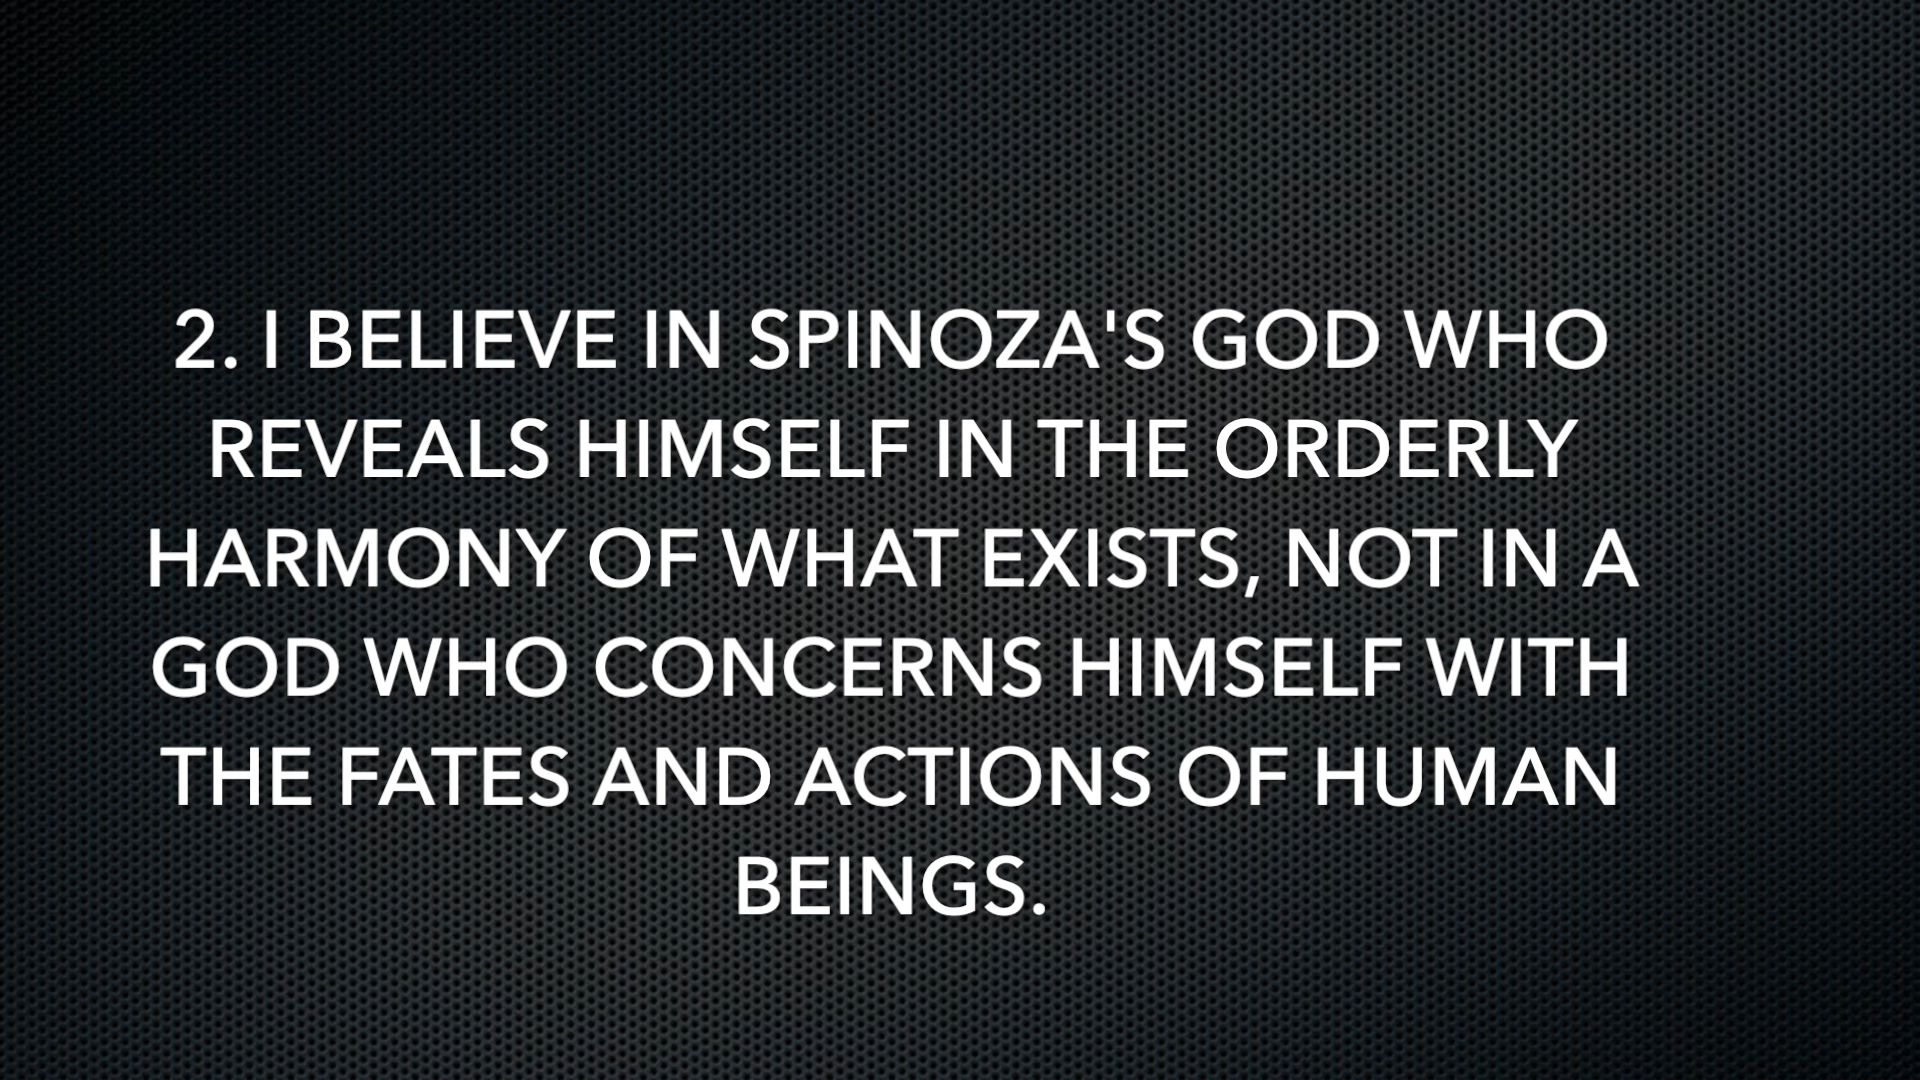 2. I BELIEVE IN SPINOZA'S GOD WHO
REVEALS HIMSELF IN THE ORDERLY
HARMONY OF WHAT EXISTS, NOT IN A
GOD WHO CONCERNS HIMSELF WITH
THE FATES AND ACTIONS OF HUMAN
BEINGS.